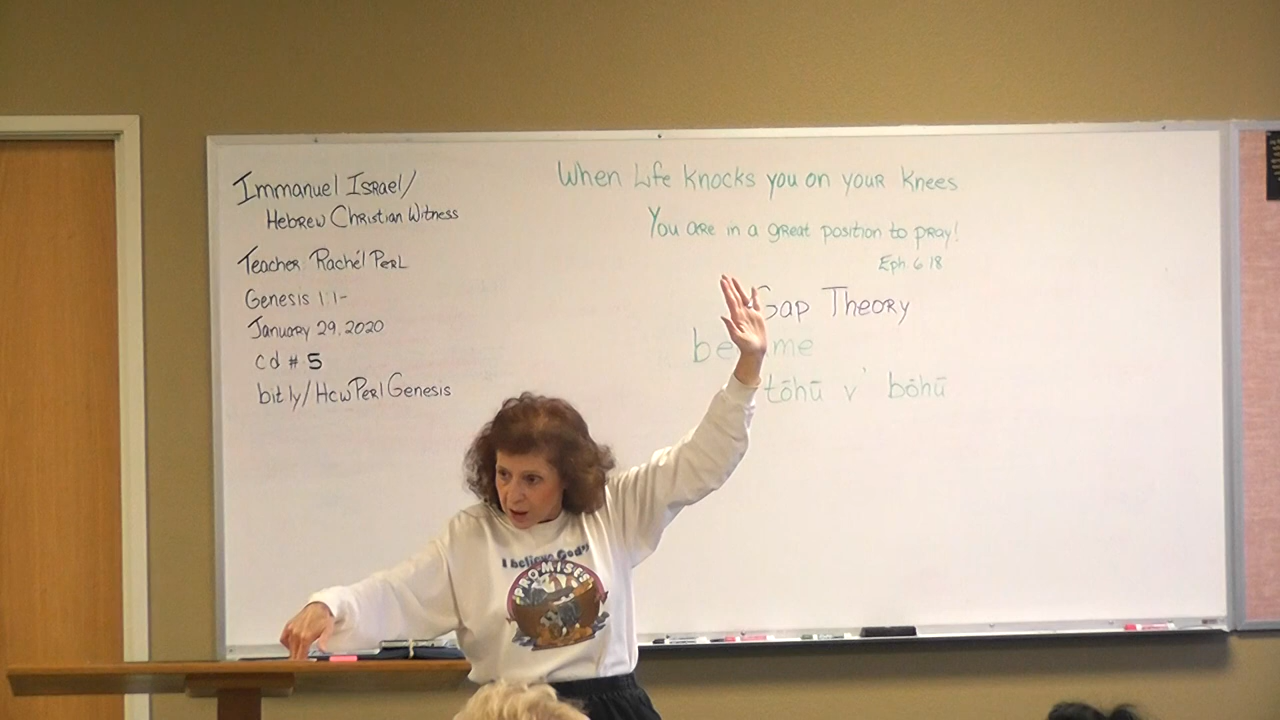 Immanuel Israel/
Hebrew Christian Witness
Teacher Rachél Perl
Genesis 1:1-
January 29, 2020
cd # 5
bit.ly/HcwPerlGenesis
When Life Knocks you on your Knees
You are in a great position to pray!
Eph. 6:18
Gap Theory
tōhū v' bōhū
I believe God's
PROMISES